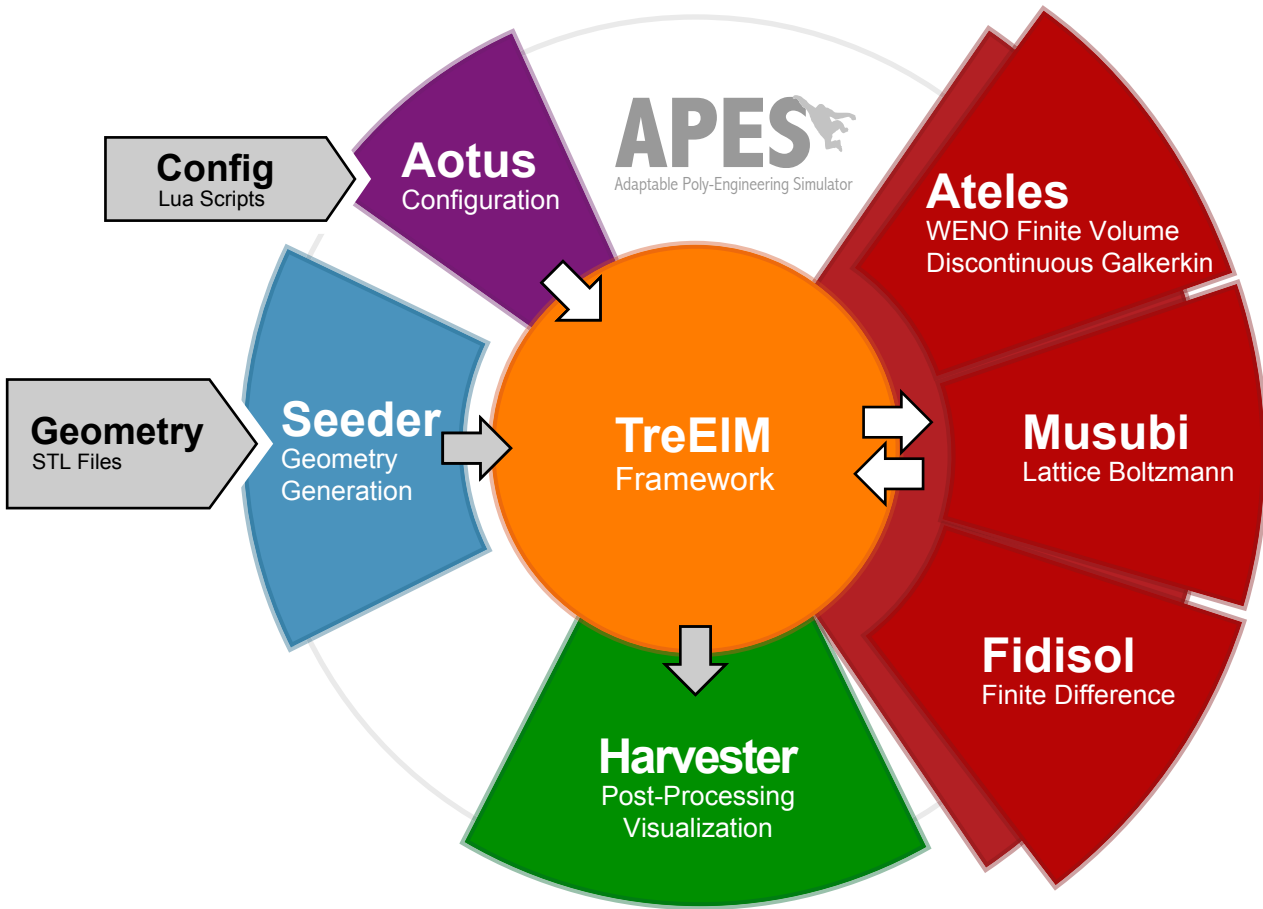 APES
Adaptable Poly-Engineering Simulator
Config
Lua Scripts
Aotus
Configuration
Geometry
STL Files
Seeder
Geometry
Generation
TreElM
Framework
Ateles
WENO Finite Volume
Discontinuous Galkerkin
Musubi
Lattice Boltzmann
Fidisol
Finite Difference
Harvester
Post-Processing
Visualization